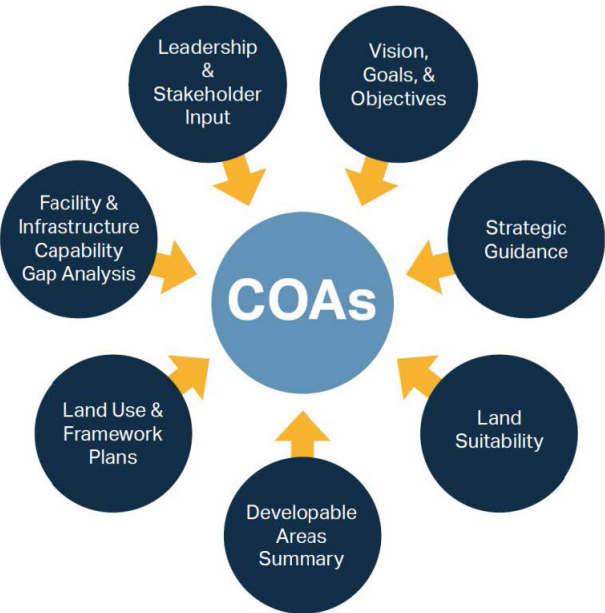 Leadership
&
Stakeholder
Input
Vision,
Goals, &
Objectives
Facility &
Infrastructure
Capability
Gap Analysis
Strategic
Guidance
COAs
Land Use &
Framework
Plans
Land
Suitability
Developable
Areas
Summary